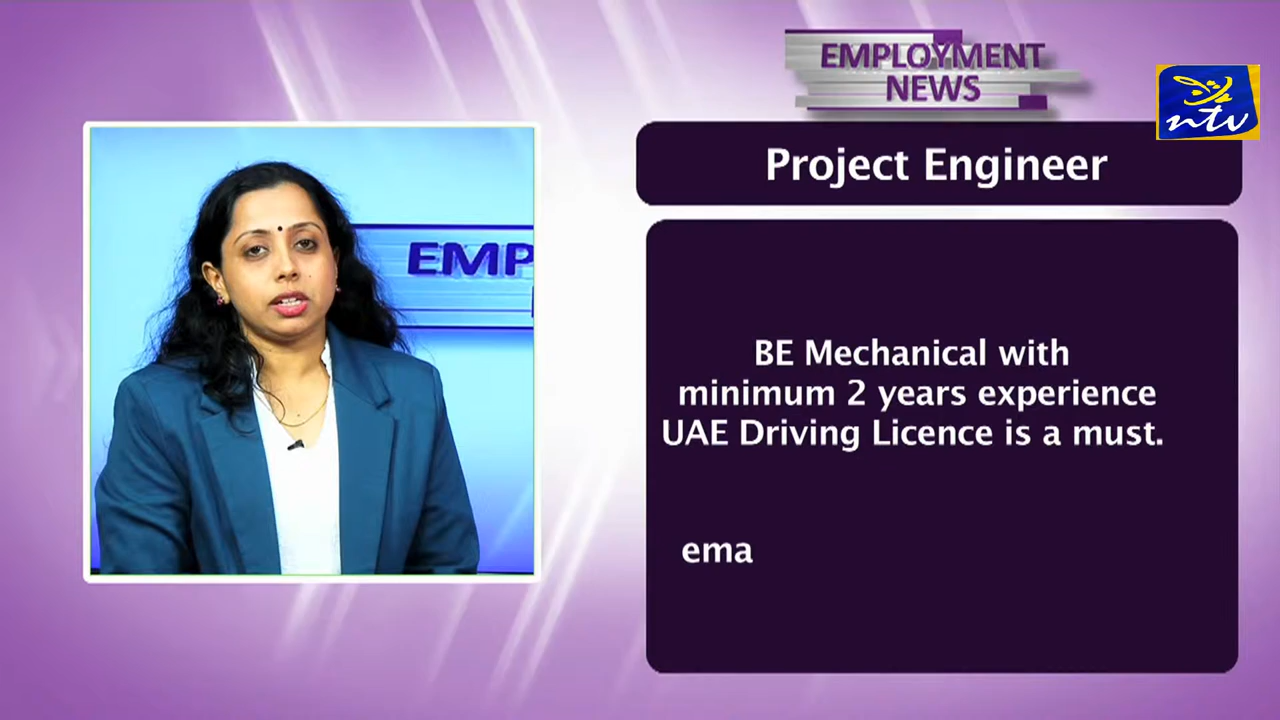 EMPLOYMENT
NEWS
ntv
Project Engineer
EMP
BE Mechanical with
minimum 2 years experience
UAE Driving Licence is a must.
ema